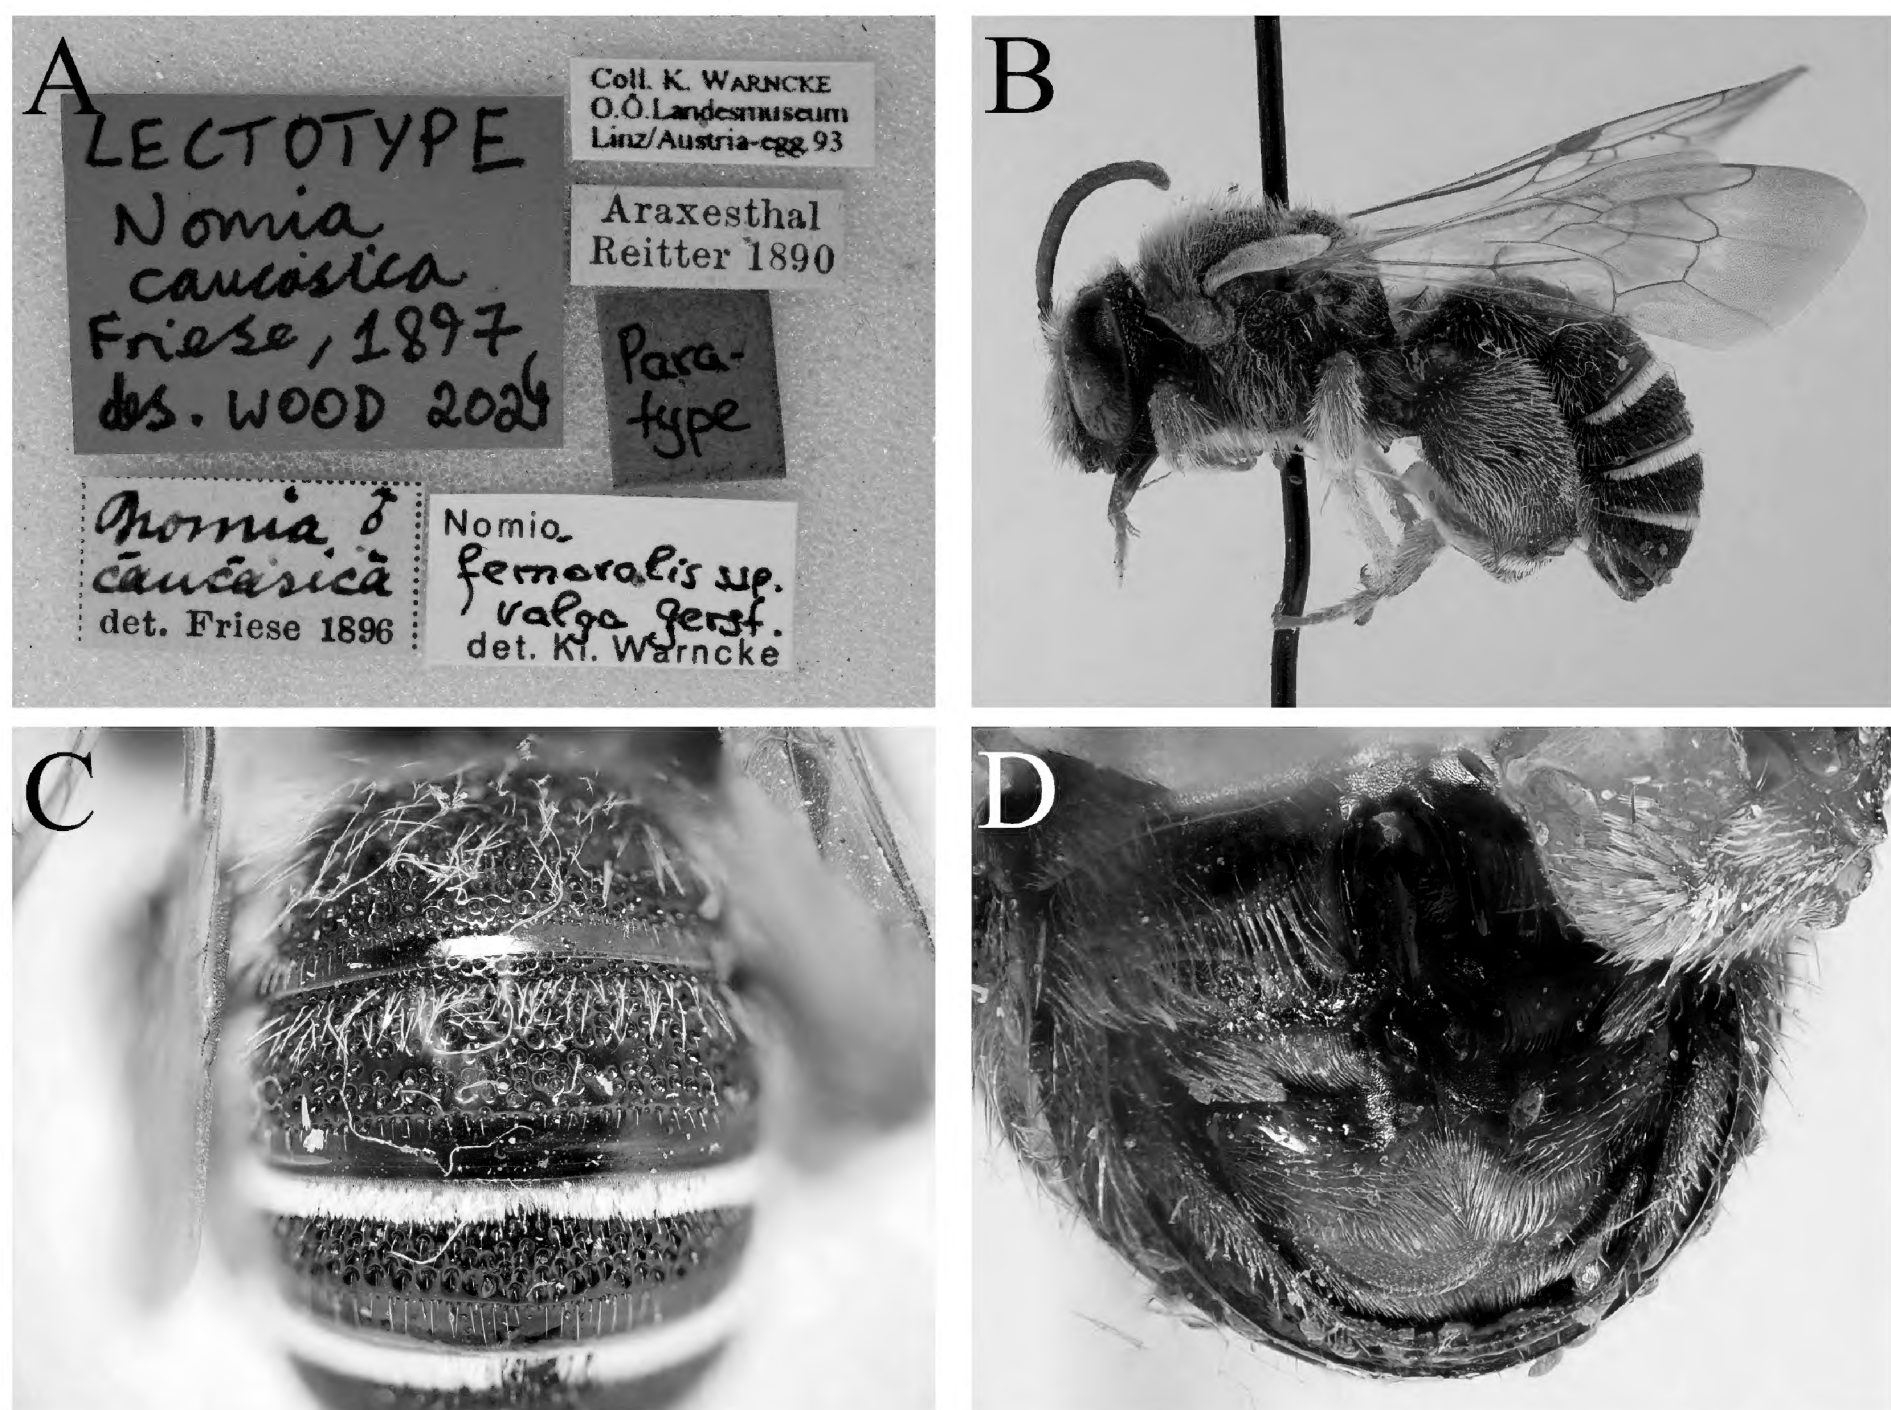 A
LECTOTYPE
Nomia
caucasica
Friese, 1897
des. WOOD 2024
Coll. K. WARNCKE
O.Ö.Landesmuseum
Linz/Austria-egg.93
Araxesthal
Reitter 1890
Para-
type
Nomia ♂
caucasica
det. Friese 1896
Nomia
femoralis ssp.
valga Gerst.
det. Kl. Warncke
B
C
D